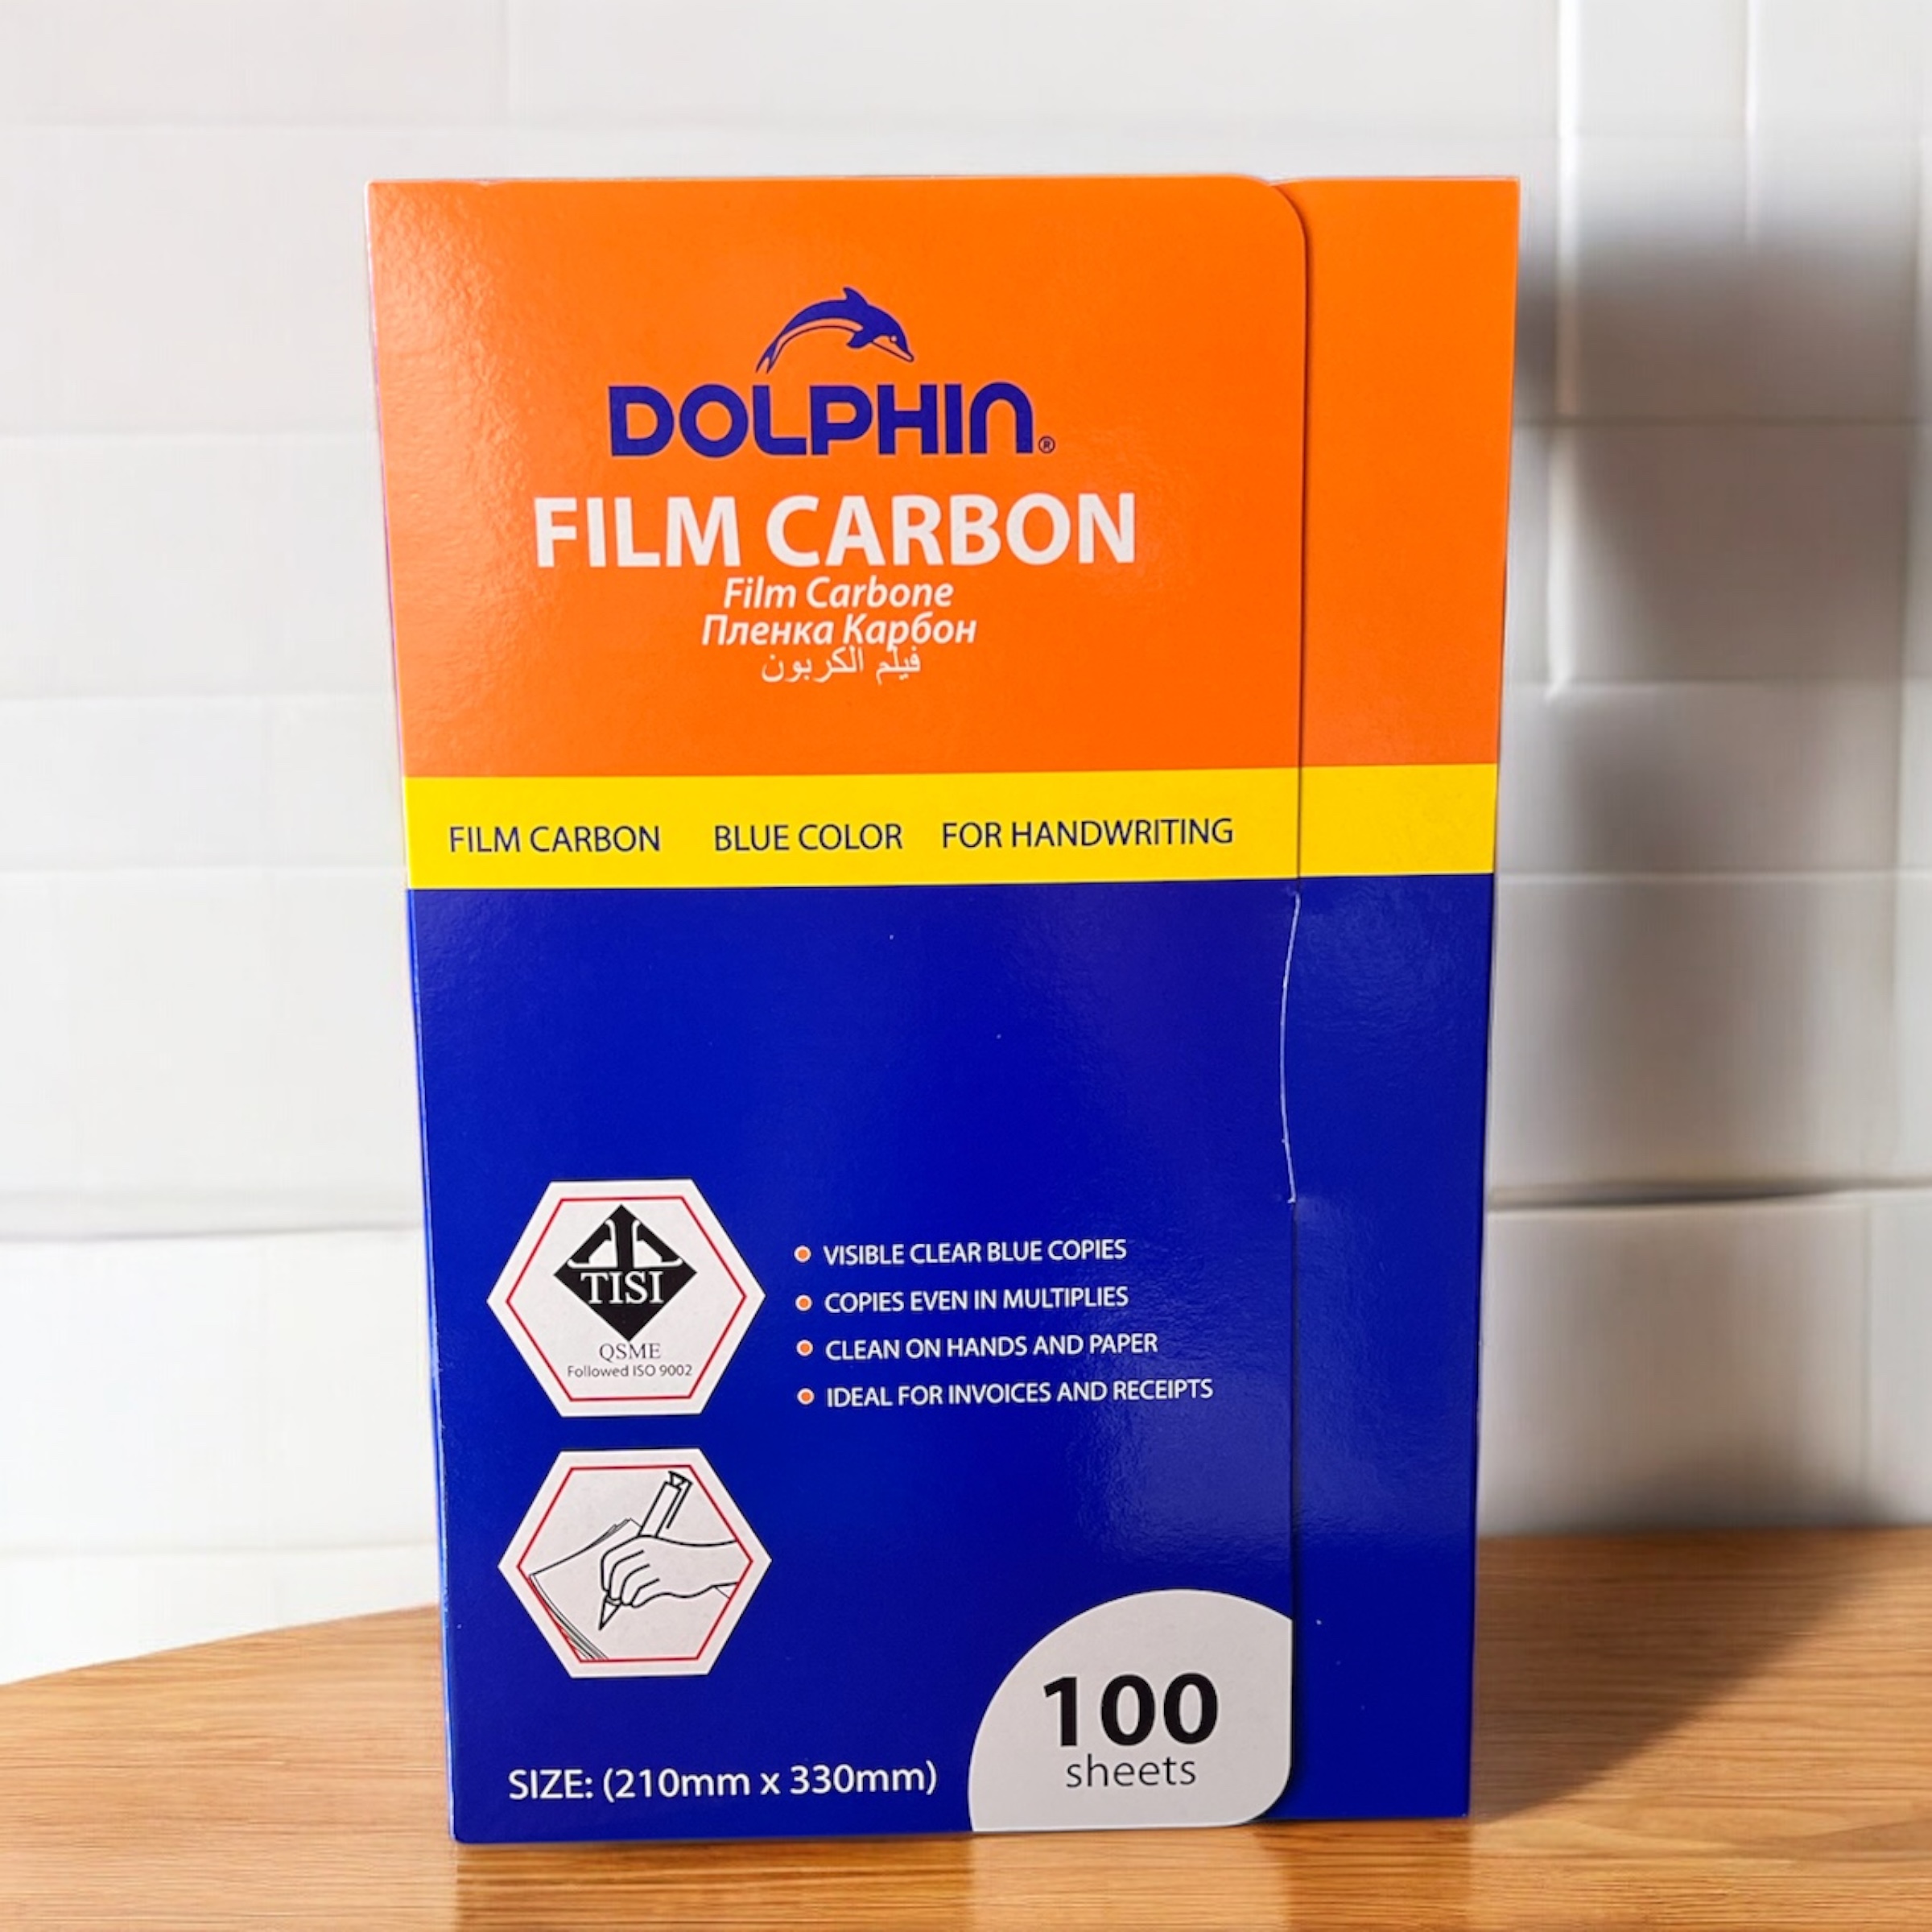 DOLPHIN®
FILM CARBON
Film Carbone
Пленка Карбон
فيلم الكربون
FILM CARBON BLUE COLOR FOR HANDWRITING
TISI
QSME
Followed ISO 9002
VISIBLE CLEAR BLUE COPIES
COPIES EVEN IN MULTIPLIES
CLEAN ON HANDS AND PAPER
IDEAL FOR INVOICES AND RECEIPTS
100
sheets
SIZE: (210mm x 330mm)